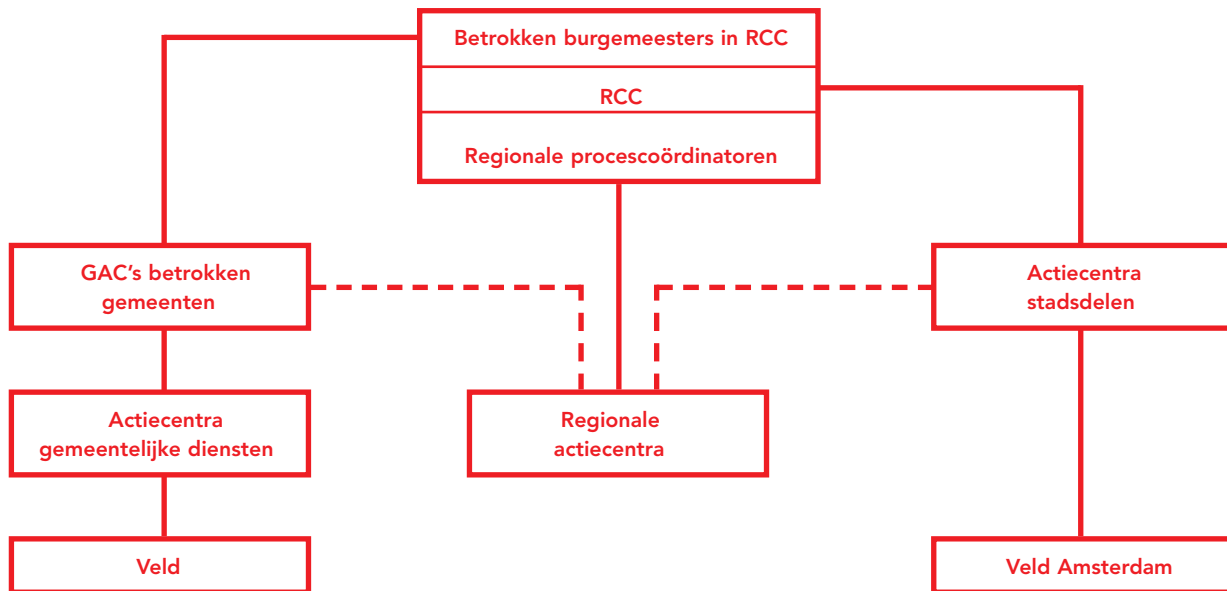 Betrokken burgemeesters in RCC
RCC
Regionale procescoördinatoren
GAC’s betrokken
gemeenten
Actiecentra
stadsdelen
Actiecentra
gemeentelijke diensten
Regionale
actiecentra
Veld
Veld Amsterdam